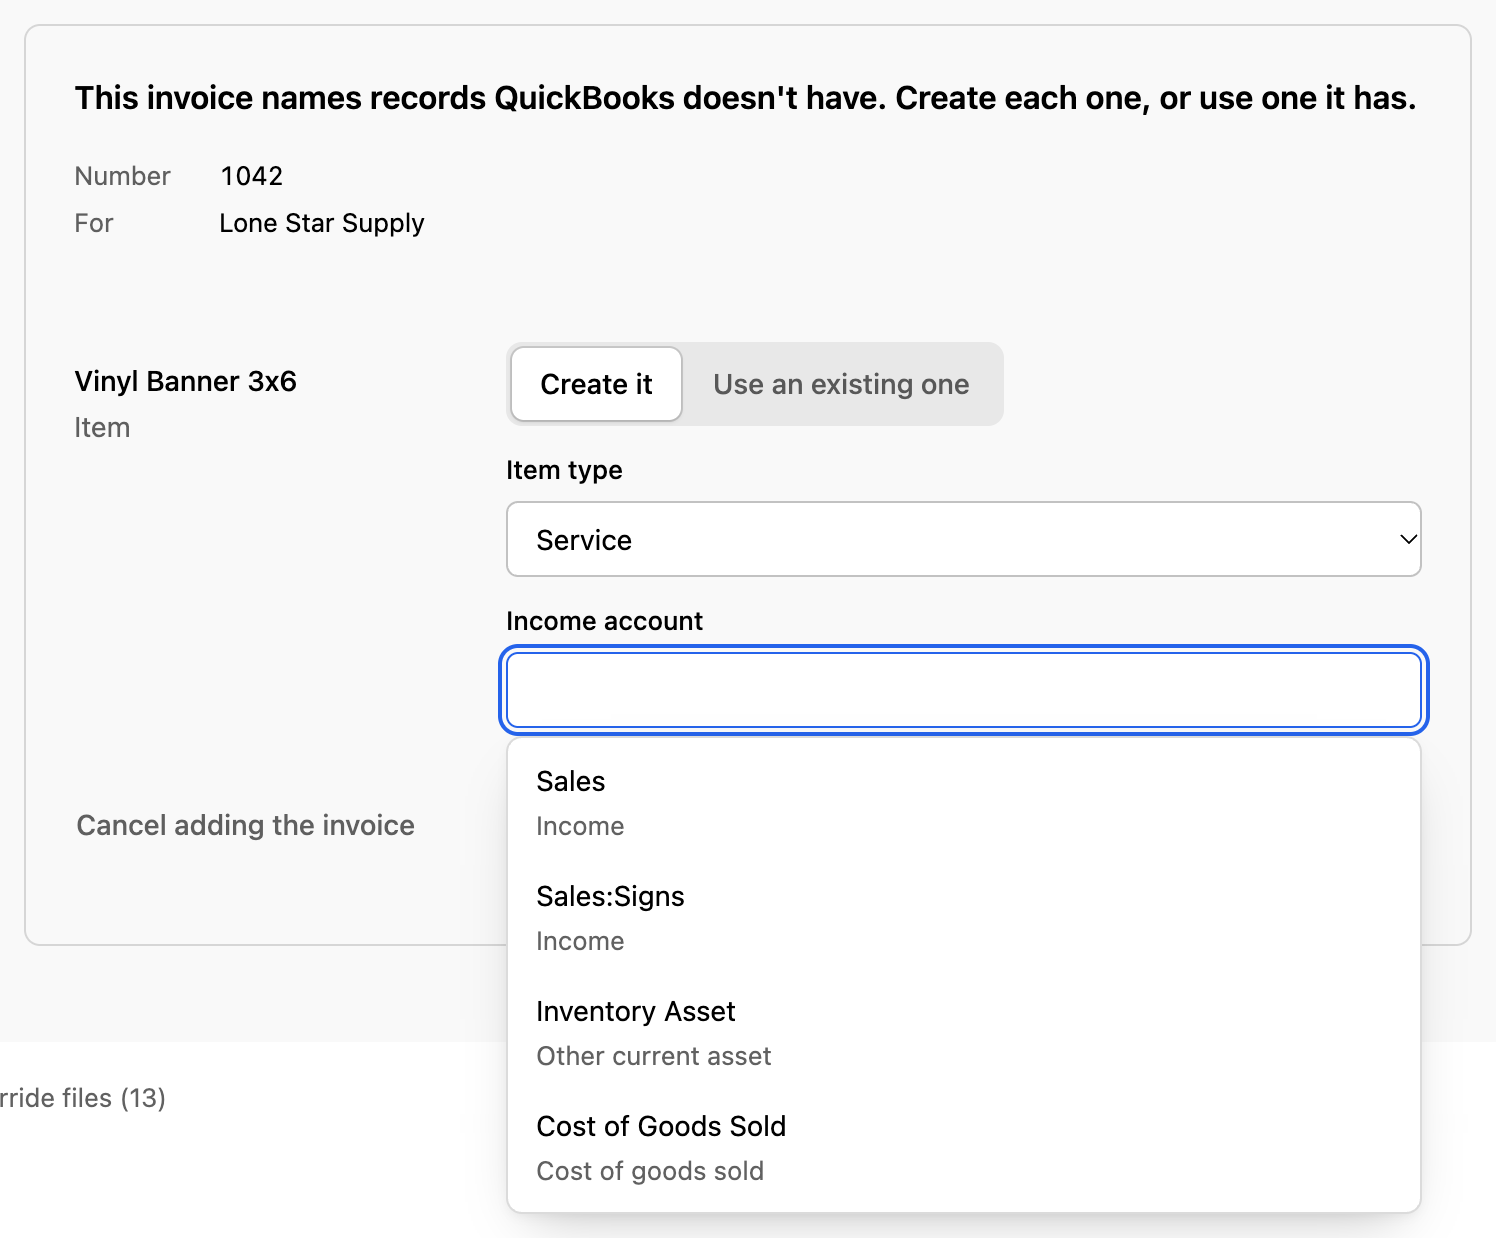 This invoice names records QuickBooks doesn't have. Create each one, or use one it has.
Number 1042
For Lone Star Supply
Vinyl Banner 3x6
Item
Create it Use an existing one
Item type
Service
Income account
Sales
Income
Sales:Signs
Income
Inventory Asset
Other current asset
Cost of Goods Sold
Cost of goods sold
Cancel adding the invoice
rride files (13)